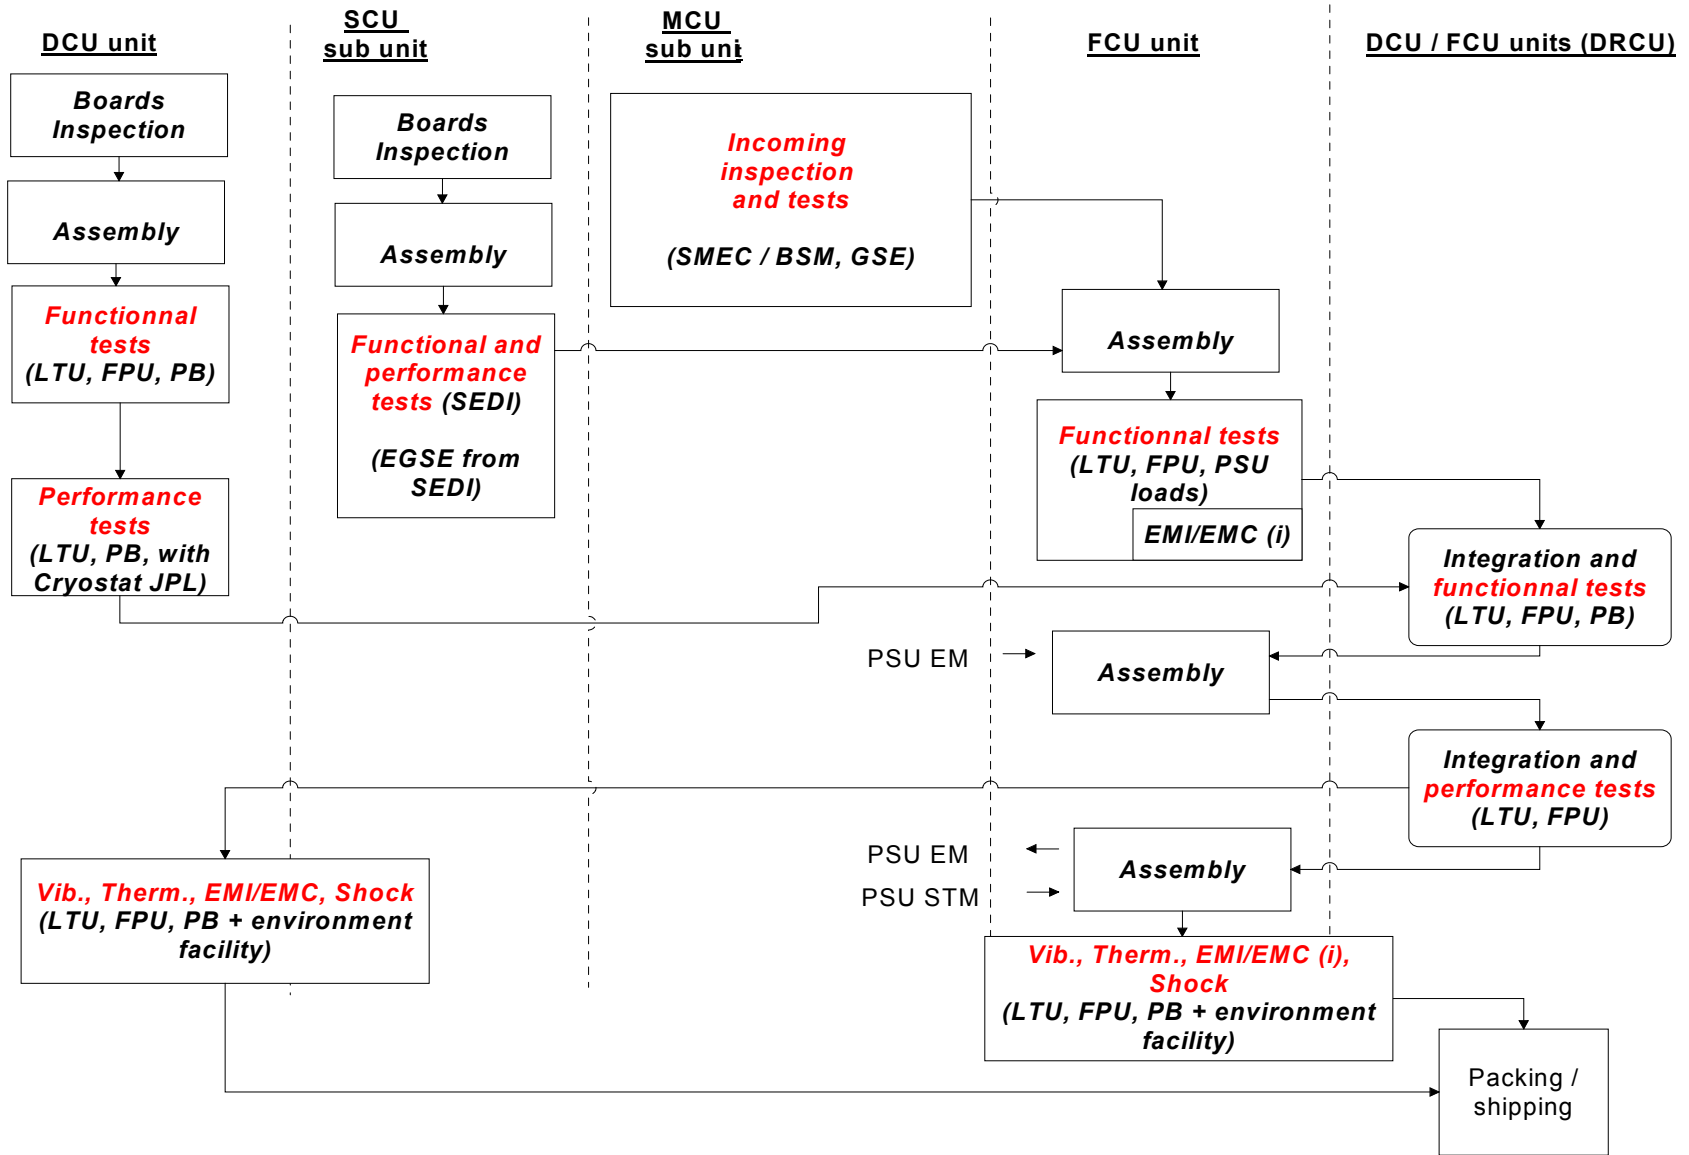 DCU unit
SCU
sub unit
MCU
sub uni
FCU unit
DCU / FCU units (DRCU)
Boards
Inspection
Assembly
Functionnal
tests
(LTU, FPU, PB)
Performance
tests
(LTU, PB, with
Cryostat JPL)
Boards
Inspection
Assembly
Functional and
performance
tests (SEDI)
(EGSE from
SEDI)
Incoming
inspection
and tests
(SMEC / BSM, GSE)
Assembly
Functionnal tests
(LTU, FPU, PSU
loads)
EMI/EMC (i)
Integration and
functionnal tests
(LTU, FPU, PB)
PSU EM
Assembly
Integration and
performance tests
(LTU, FPU)
PSU EM
PSU STM
Assembly
Vib., Therm., EMI/EMC, Shock
(LTU, FPU, PB + environment
facility)
Vib., Therm., EMI/EMC (i),
Shock
(LTU, FPU, PB + environment
facility)
Packing /
shipping